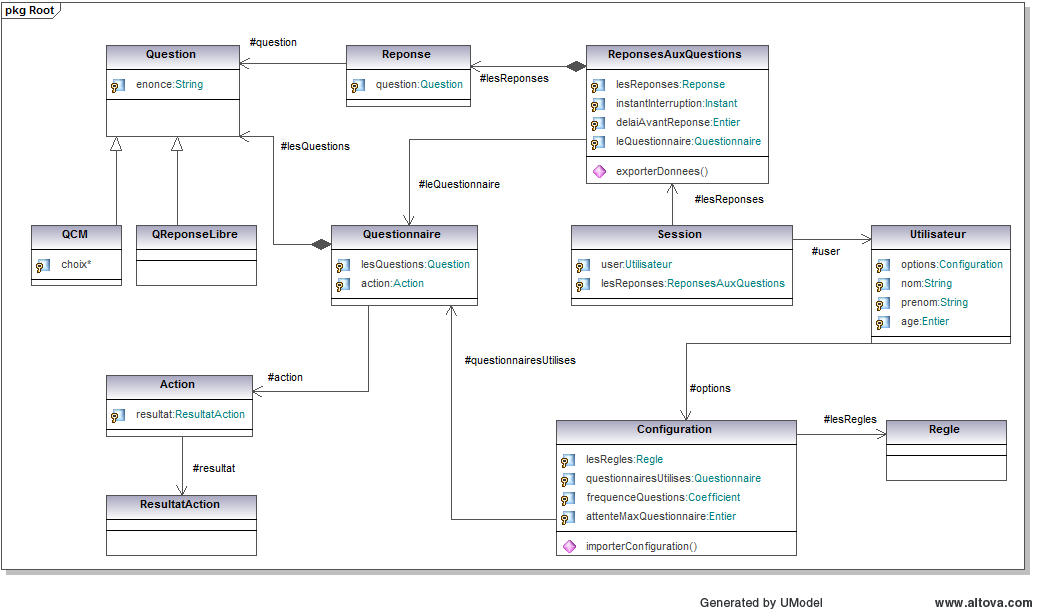 pkg Root
Question
enonce:String
#question
Reponse
question:Question
#lesReponses
ReponsesAuxQuestions
lesReponses:Reponse
instantInterruption:Instant
delaiAvantReponse:Entier
leQuestionnaire:Questionnaire
exporterDonnees()
#lesQuestions
#leQuestionnaire
#lesReponses
QCM
choix*
QReponseLibre
Questionnaire
lesQuestions:Question
action:Action
Session
user:Utilisateur
lesReponses:ReponsesAuxQuestions
#user
Utilisateur
options:Configuration
nom:String
prenom:String
age:Entier
#questionnairesUtilises
#action
#options
Action
resultat:ResultatAction
#resultat
ResultatAction
Configuration
lesRegles:Regle
questionnairesUtilises:Questionnaire
frequenceQuestions:Coefficient
attenteMaxQuestionnaire:Entier
importerConfiguration()
#lesRegles
Regle
Generated by UModel
www.altova.com